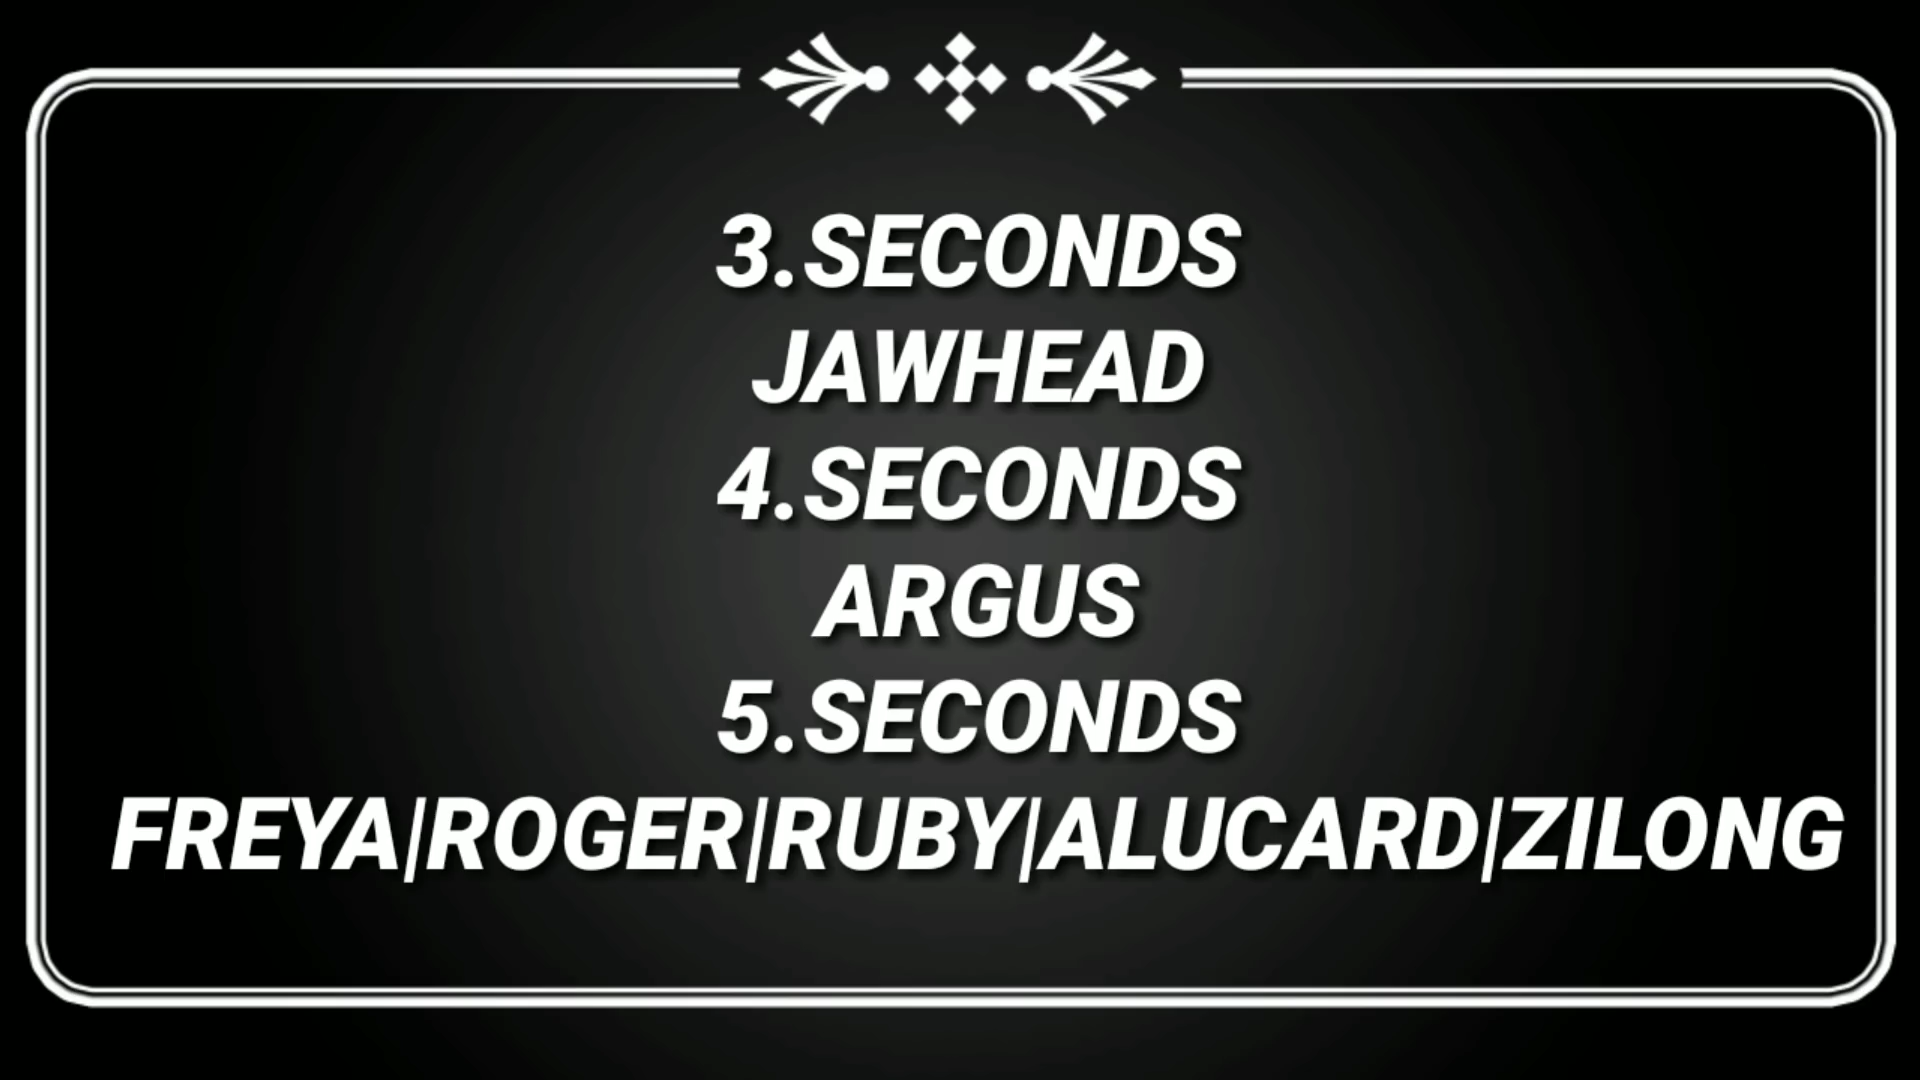 3.SECONDS
JAWHEAD
4.SECONDS
ARGUS
5.SECONDS
FREYA|ROGER|RUBY|ALUCARD|ZILONG